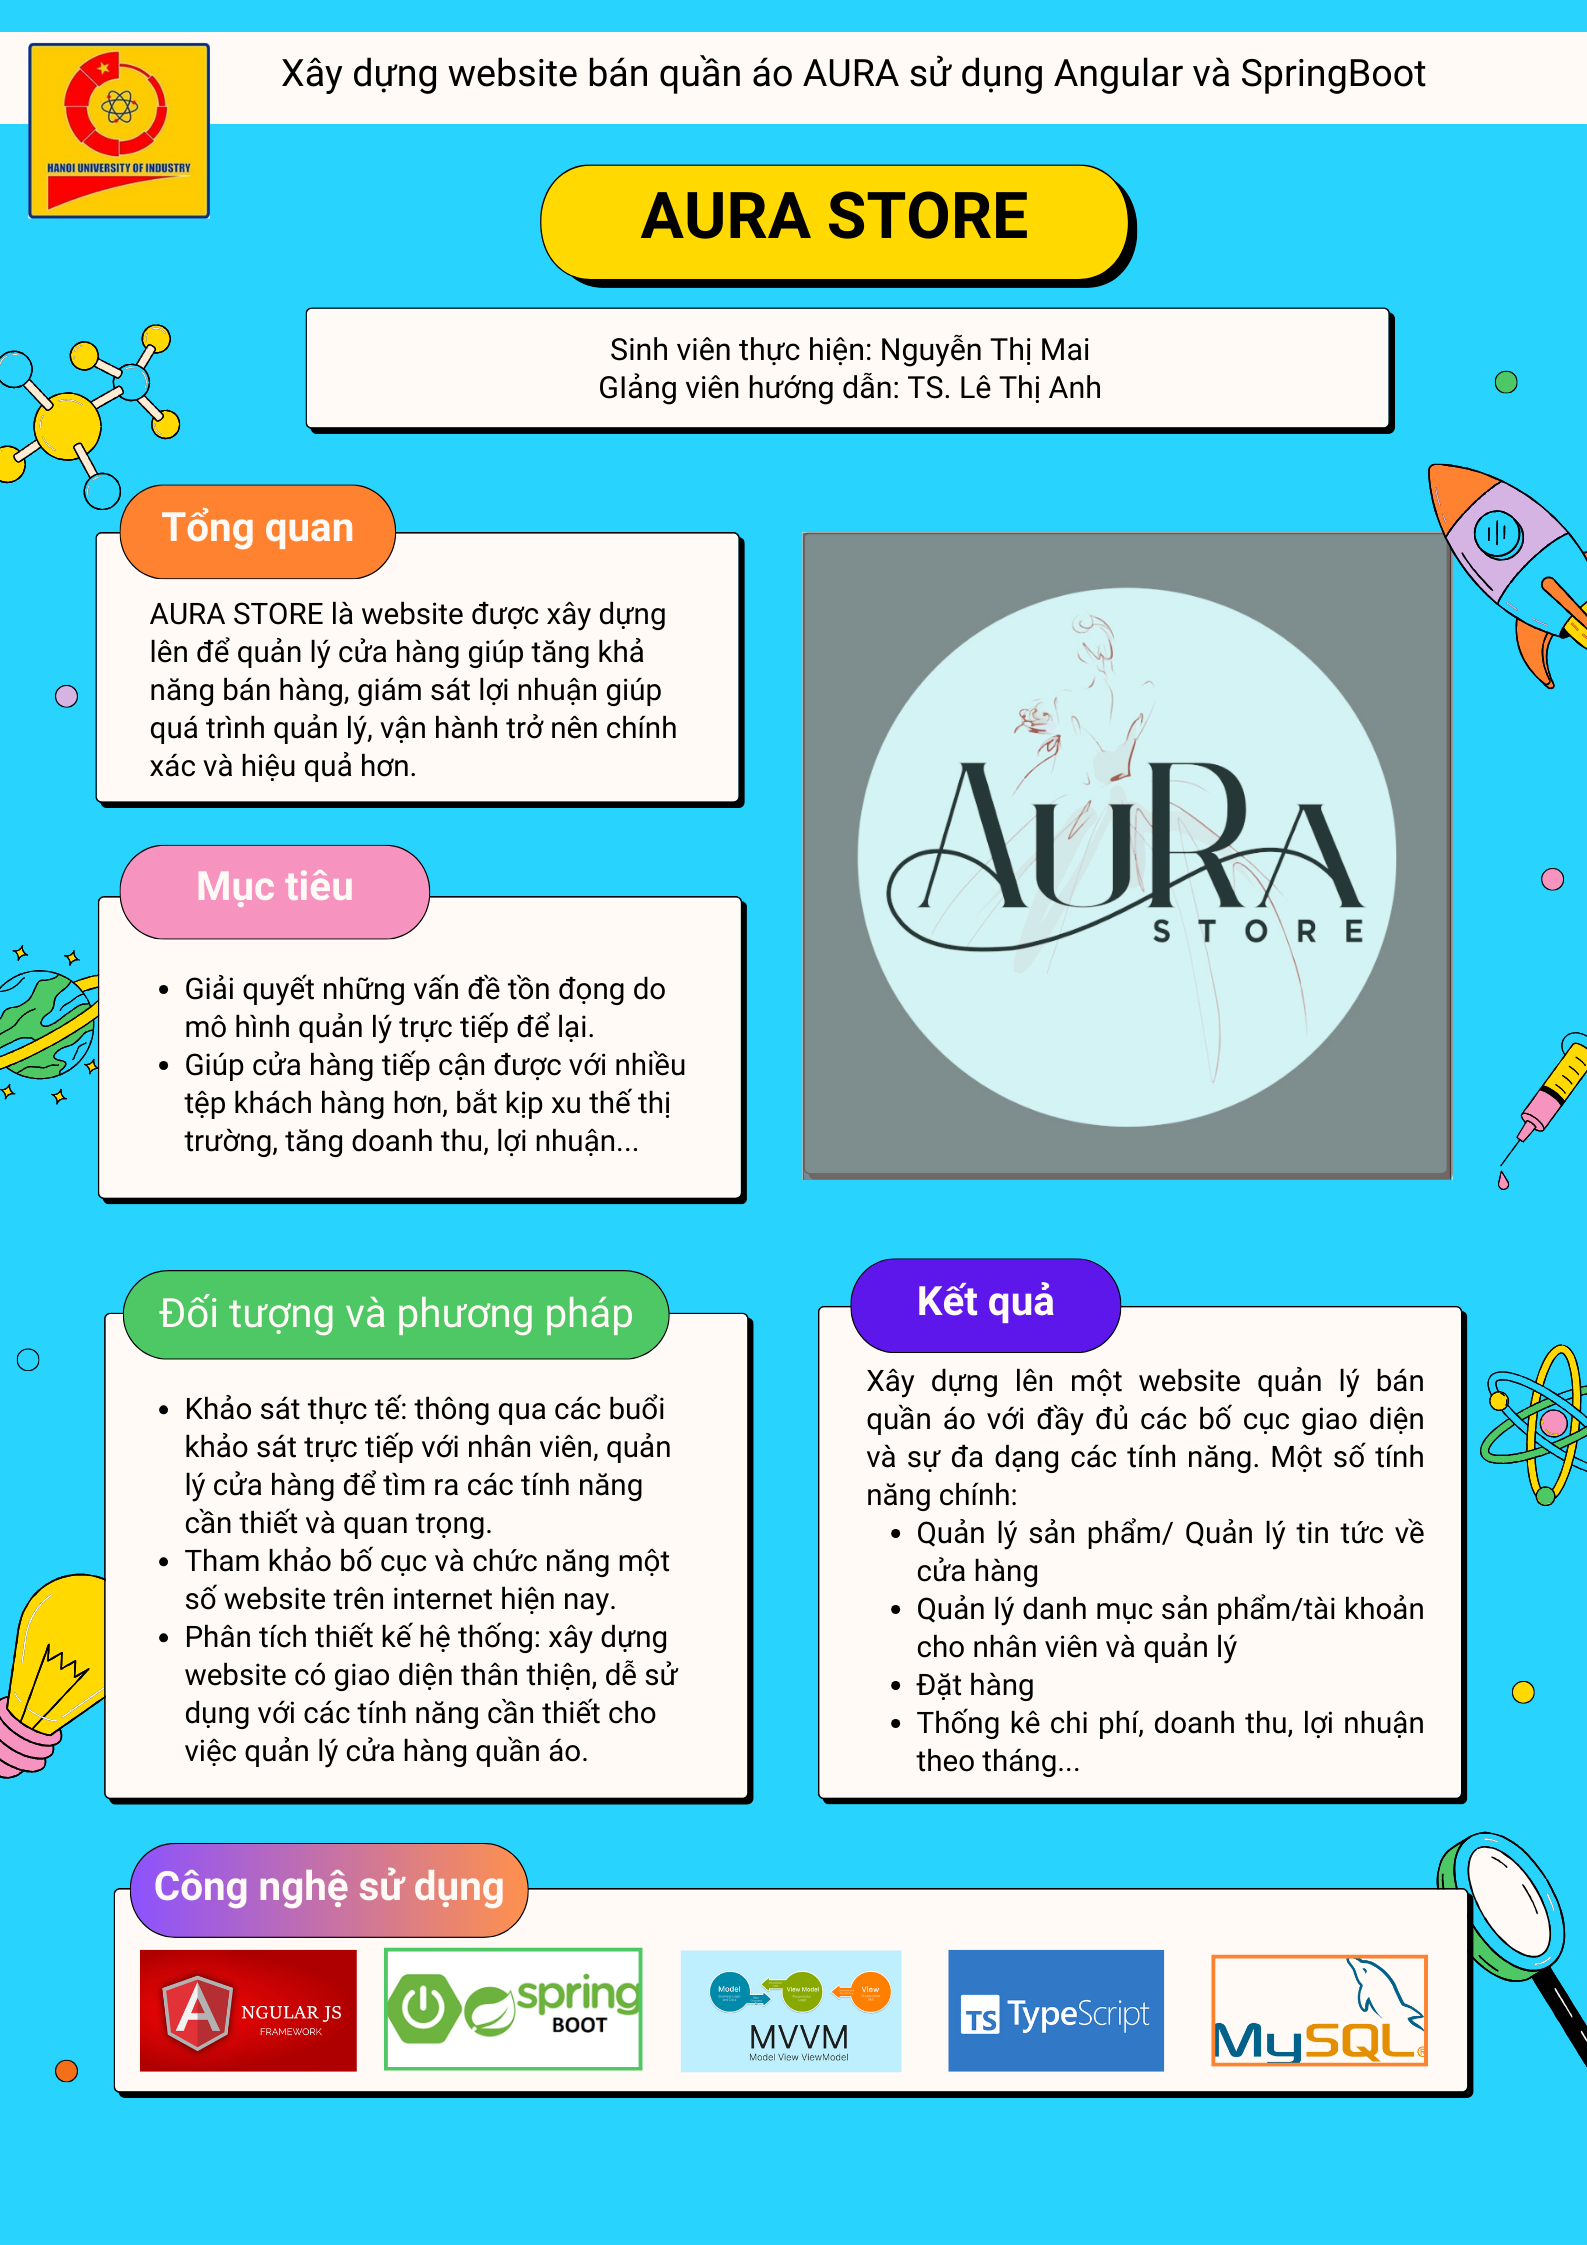 Xây dựng website bán quần áo AURA sử dụng Angular và SpringBoot
HANOI UNIVERSITY OF INDUSTRY
AURA STORE
Sinh viên thực hiện: Nguyễn Thị Mai
GIảng viên hướng dẫn: TS. Lê Thị Anh
Tổng quan
AURA STORE là website được xây dựng
lên để quản lý cửa hàng giúp tăng khả
năng bán hàng, giám sát lợi nhuận giúp
quá trình quản lý, vận hành trở nên chính
xác và hiệu quả hơn.
AURA
STORE
Mục tiêu
• Giải quyết những vấn đề tồn đọng do
mô hình quản lý trực tiếp để lại.
• Giúp cửa hàng tiếp cận được với nhiều
tệp khách hàng hơn, bắt kịp xu thế thị
trường, tăng doanh thu, lợi nhuận...
Đối tượng và phương pháp
• Khảo sát thực tế: thông qua các buổi
khảo sát trực tiếp với nhân viên, quản
lý cửa hàng để tìm ra các tính năng
cần thiết và quan trọng.
• Tham khảo bố cục và chức năng một
số website trên internet hiện nay.
• Phân tích thiết kế hệ thống: xây dựng
website có giao diện thân thiện, dễ sử
dụng với các tính năng cần thiết cho
việc quản lý cửa hàng quần áo.
Kết quả
Xây dựng lên một website quản lý bán
quần áo với đầy đủ các bố cục giao diện
và sự đa dạng các tính năng. Một số tính
năng chính:
• Quản lý sản phẩm/ Quản lý tin tức về
cửa hàng
• Quản lý danh mục sản phẩm/tài khoản
cho nhân viên và quản lý
• Đặt hàng
• Thống kê chi phí, doanh thu, lợi nhuận
theo tháng...
Công nghệ sử dụng
A NGULAR JS
FRAMEWORK
spring
BOOT
Model
View Model
View
MVVM
Model View ViewModel
TS TypeScript
MySQL®